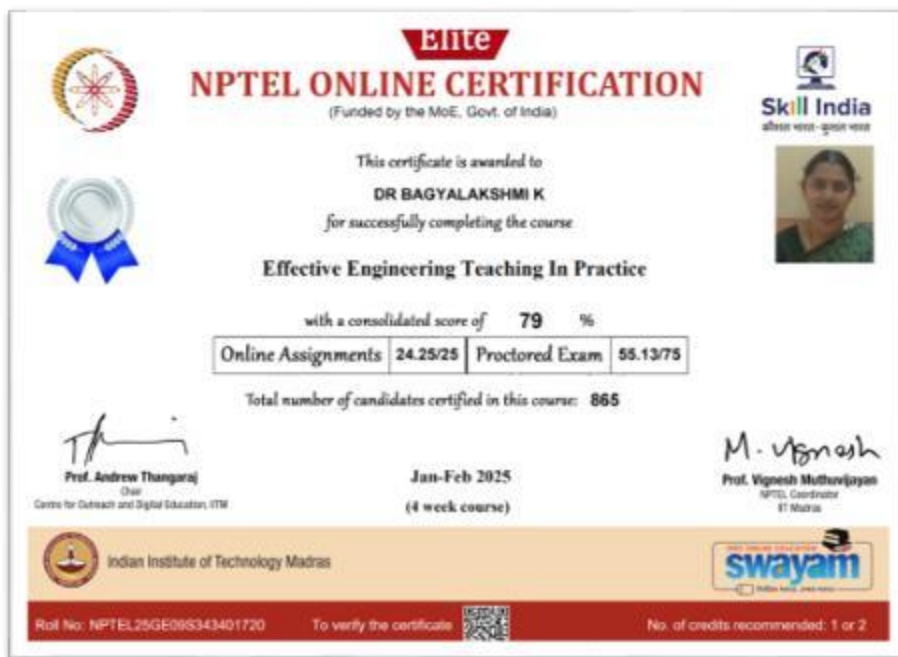 Elite
NPTEL ONLINE CERTIFICATION
(Funded by the MoE, Govt. of India)
Skill India
कौशल भारत - कुशल भारत
This certificate is awarded to
DR BAGYALAKSHMI K
for successfully completing the course
Effective Engineering Teaching In Practice
with a consolidated score of 79 %
Online Assignments 24.25/25 Proctored Exam 55.13/75
Total number of candidates certified in this course: 865
Prof. Andrew Thangaraj
Chair
Centre for Outreach and Digital Education, IITM
Jan-Feb 2025
(4 week course)
M. Vignesh
Prof. Vignesh Muthuvijayan
NPTEL Coordinator
IIT Madras
Indian Institute of Technology Madras
swayam
Roll No: NPTEL25GE09S343401720 To verify the certificate No. of credits recommended: 1 or 2